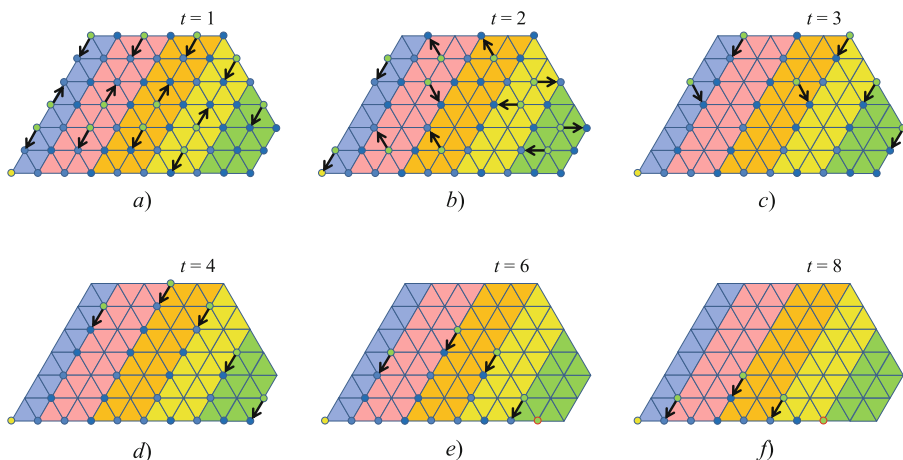 t = 1
t = 2
t = 3
a)
b)
c)
t = 4
t = 6
t = 8
d)
e)
f)